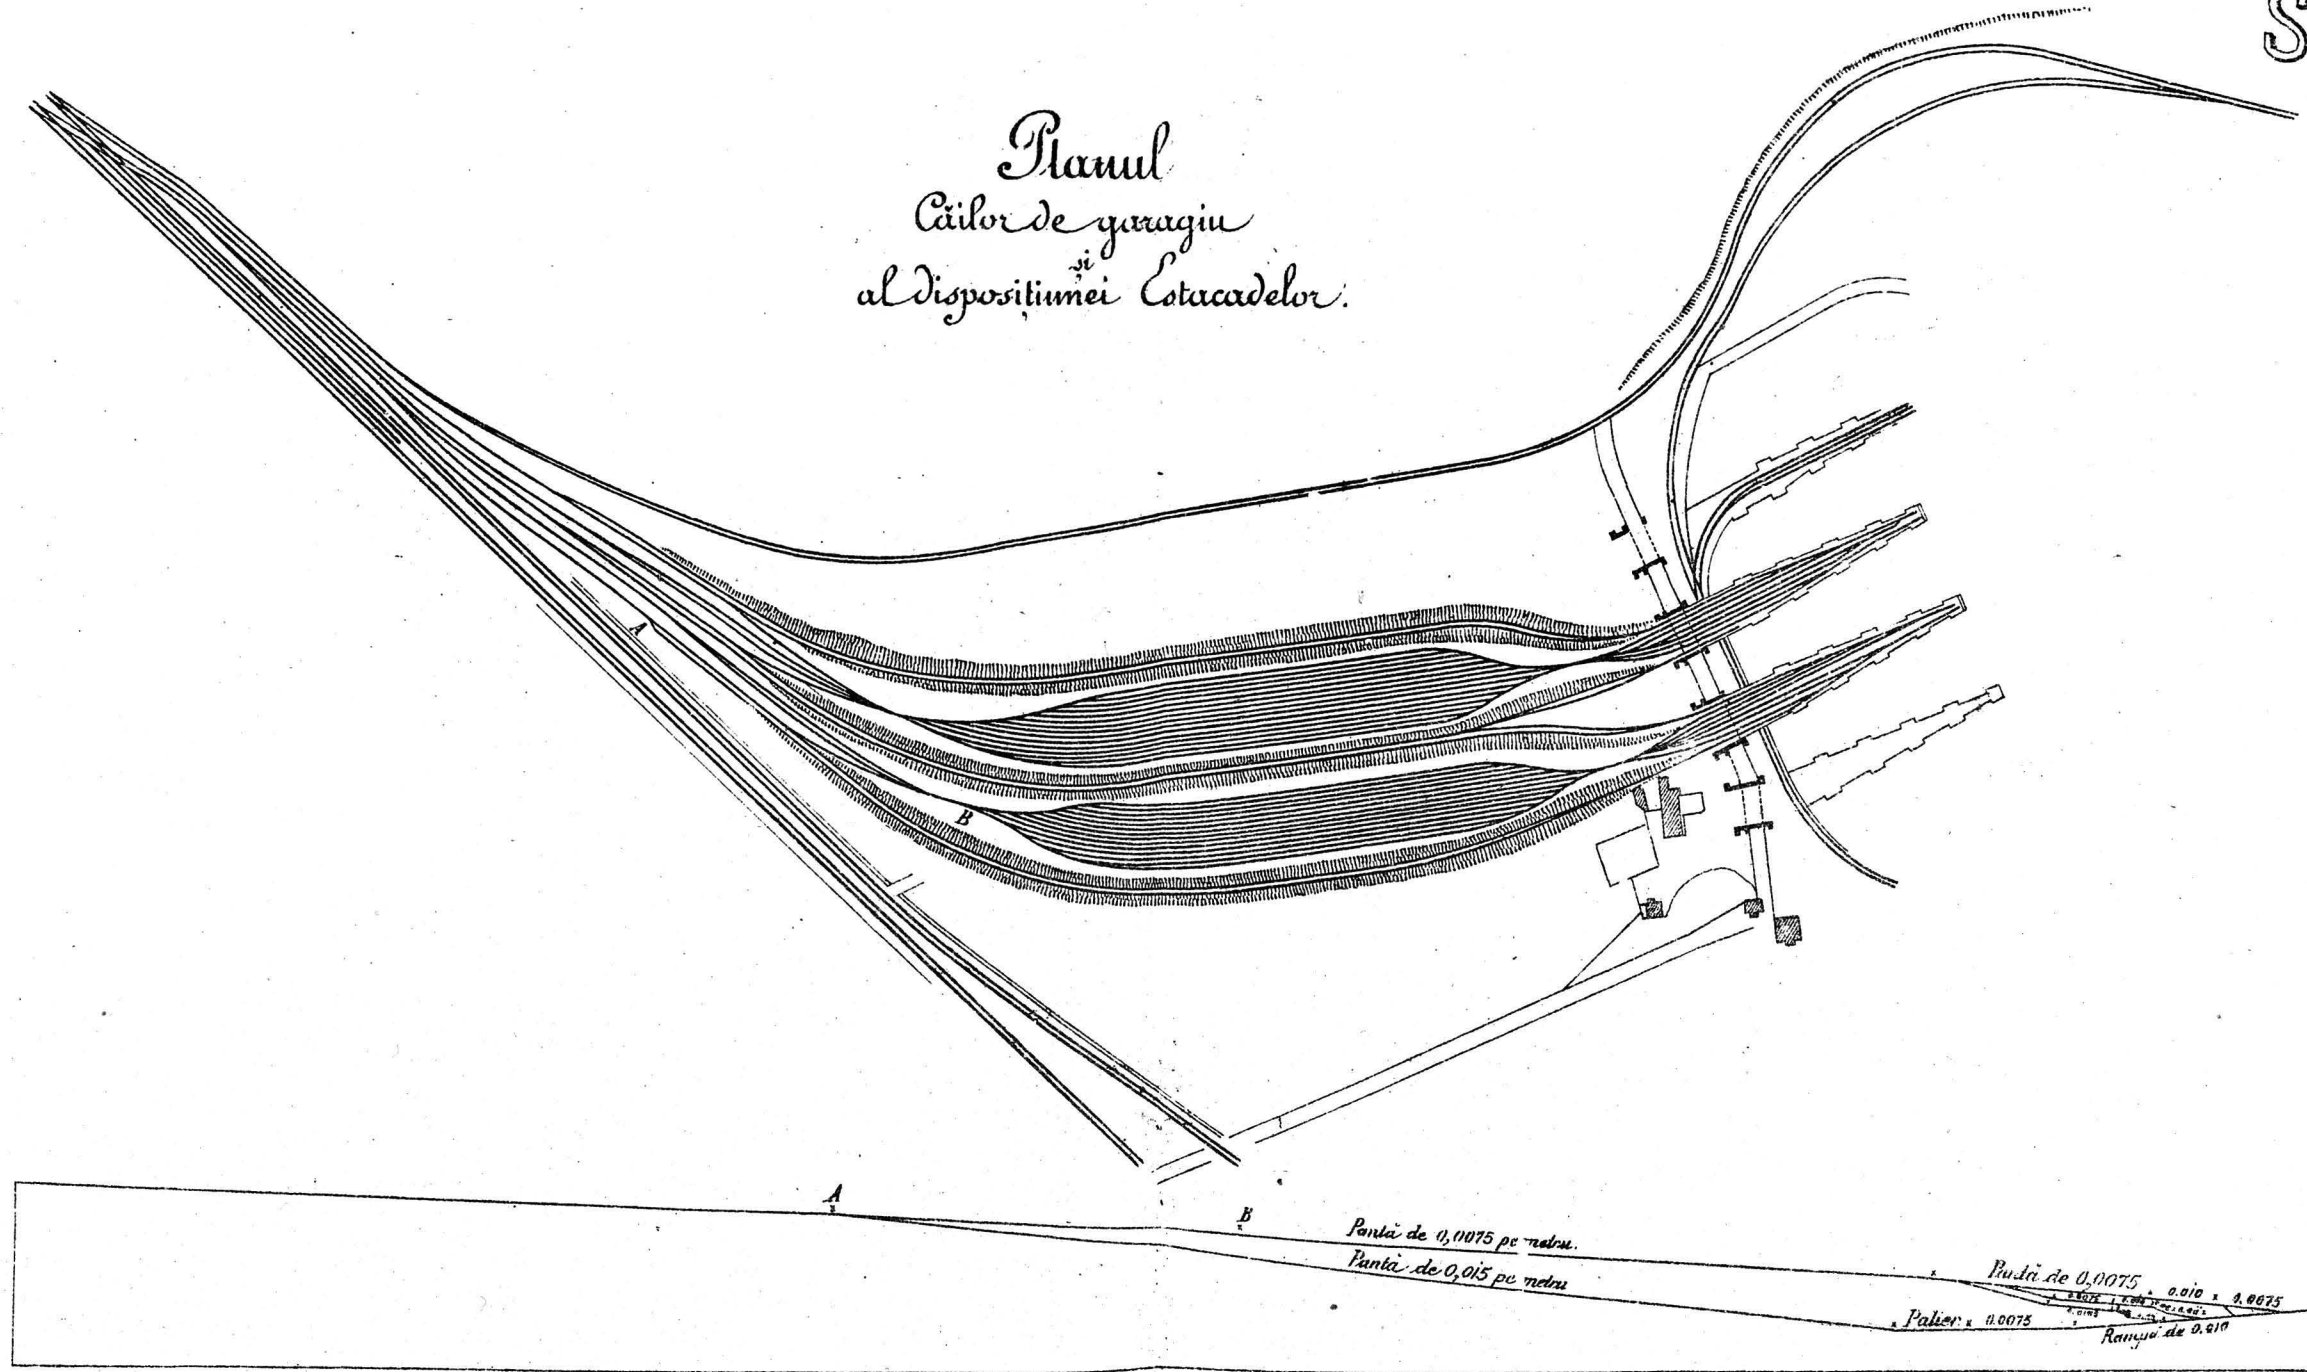 S
Planul
Căilor de garagiu
și
al dispozițiunei Estacadelor.
A
B
A
B
Pantă de 0,0075 pe metru.
Pantă de 0,015 pe metru
Pantă de 0,0075
0.010 x 0.0075
Palier x 0.0075
Rampă de 0.010